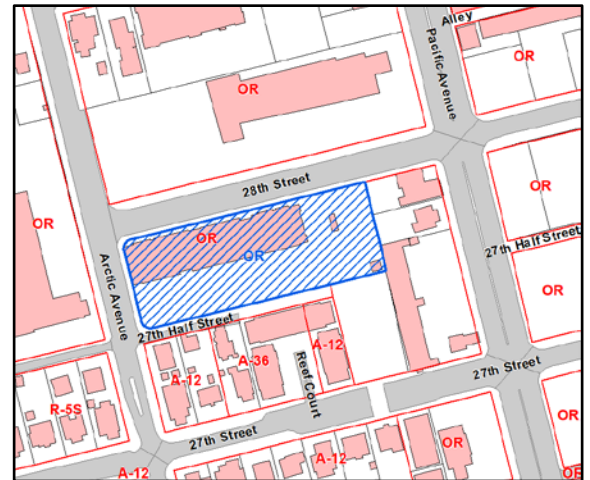 Alley
OR
OR
Pacific Avenue
28th Street
OR
OR
OR
OR
27th Half Street
Arctic Avenue
OR
27th Half Street
A-12
A-36
A-12
Reef Court
27th Street
R-5S
OR
27th Street
OR
A-12
A-12
OR